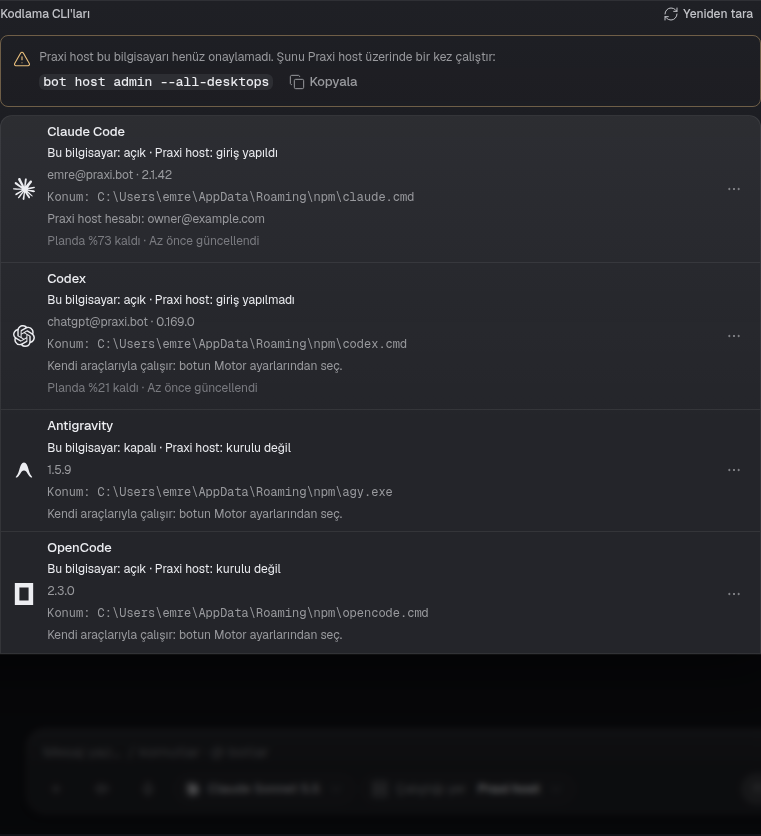 Kodlama CLI'ları
Yeniden tara
Praxi host bu bilgisayarı henüz onaylamadı. Şunu Praxi host üzerinde bir kez çalıştır:
bot host admin --all-desktops
Kopyala
Claude Code
Bu bilgisayar: açık · Praxi host: giriş yapıldı
emre@praxi.bot · 2.1.42
Konum: C:\Users\emre\AppData\Roaming\npm\claude.cmd
Praxi host hesabı: owner@example.com
Planda %73 kaldı · Az önce güncellendi
Codex
Bu bilgisayar: açık · Praxi host: giriş yapılmadı
chatgpt@praxi.bot · 0.169.0
Konum: C:\Users\emre\AppData\Roaming\npm\codex.cmd
Kendi araçlarıyla çalışır: botun Motor ayarlarından seç.
Planda %21 kaldı · Az önce güncellendi
Antigravity
Bu bilgisayar: kapalı · Praxi host: kurulu değil
1.5.9
Konum: C:\Users\emre\AppData\Roaming\npm\agy.exe
Kendi araçlarıyla çalışır: botun Motor ayarlarından seç.
OpenCode
Bu bilgisayar: açık · Praxi host: kurulu değil
2.3.0
Konum: C:\Users\emre\AppData\Roaming\npm\opencode.cmd
Kendi araçlarıyla çalışır: botun Motor ayarlarından seç.
Praxi host